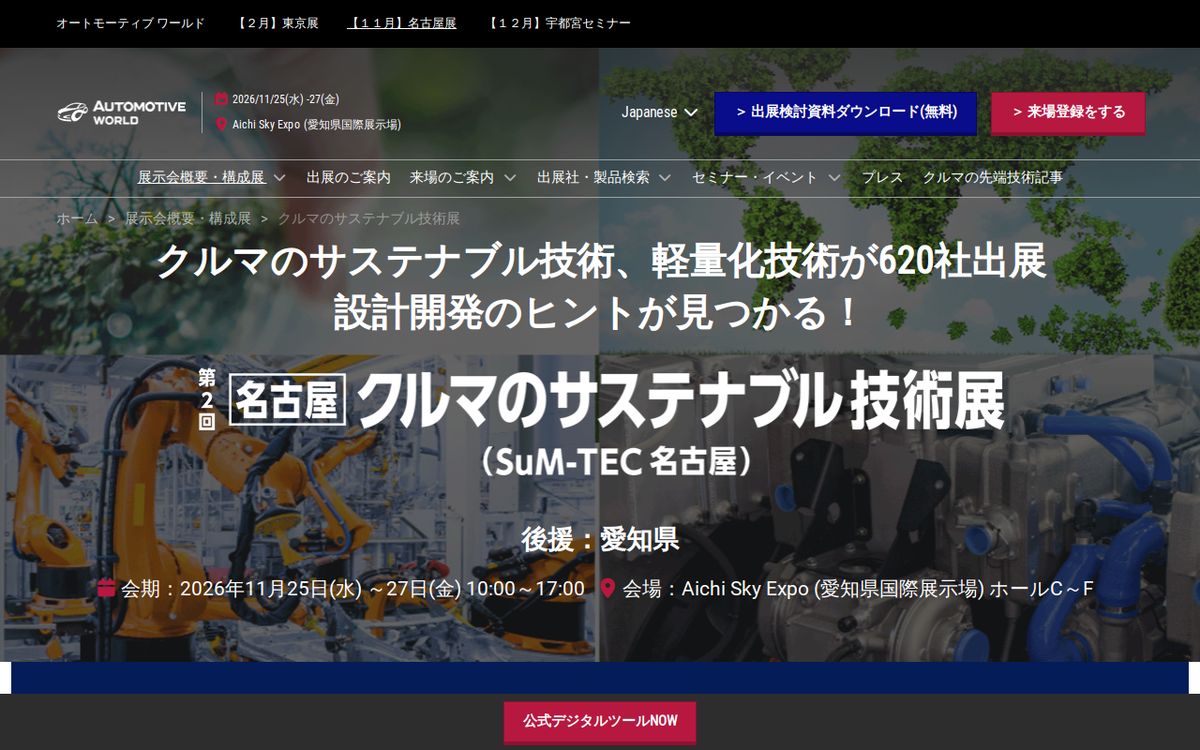 オートモーティブ ワールド 【２月】東京展 【１１月】名古屋展 【１２月】宇都宮セミナー
AUTOMOTIVE WORLD
2026/11/25(水) -27(金)
Aichi Sky Expo (愛知県国際展示場)
Japanese
＞出展検討資料ダウンロード(無料)
＞来場登録をする
展示会概要・構成展 出展のご案内 来場のご案内 出展社・製品検索 セミナー・イベント プレス クルマの先端技術記事
ホーム > 展示会概要・構成展 > クルマのサステナブル技術展
クルマのサステナブル技術、軽量化技術が620社出展
設計開発のヒントが見つかる！
第2回 名古屋 クルマのサステナブル技術展
（SuM-TEC 名古屋）
後援：愛知県
会期：2026年11月25日(水) ～27日(金) 10:00～17:00 会場：Aichi Sky Expo (愛知県国際展示場) ホールC～F
公式デジタルツールNOW